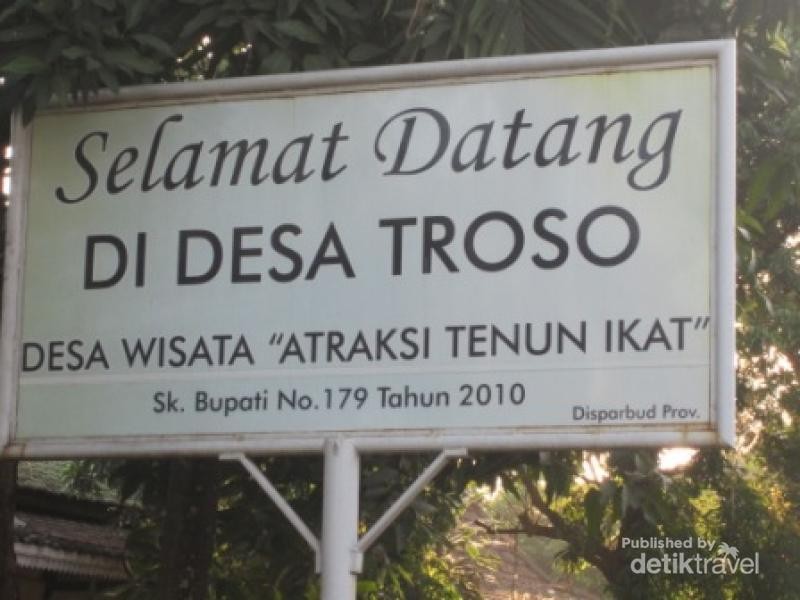 Selamat Datang
DI DESA TROSO
DESA WISATA “ATRAKSI TENUN IKAT”
Sk. Bupati No.179 Tahun 2010
Disparbud Prov.
Published by
detiktravel